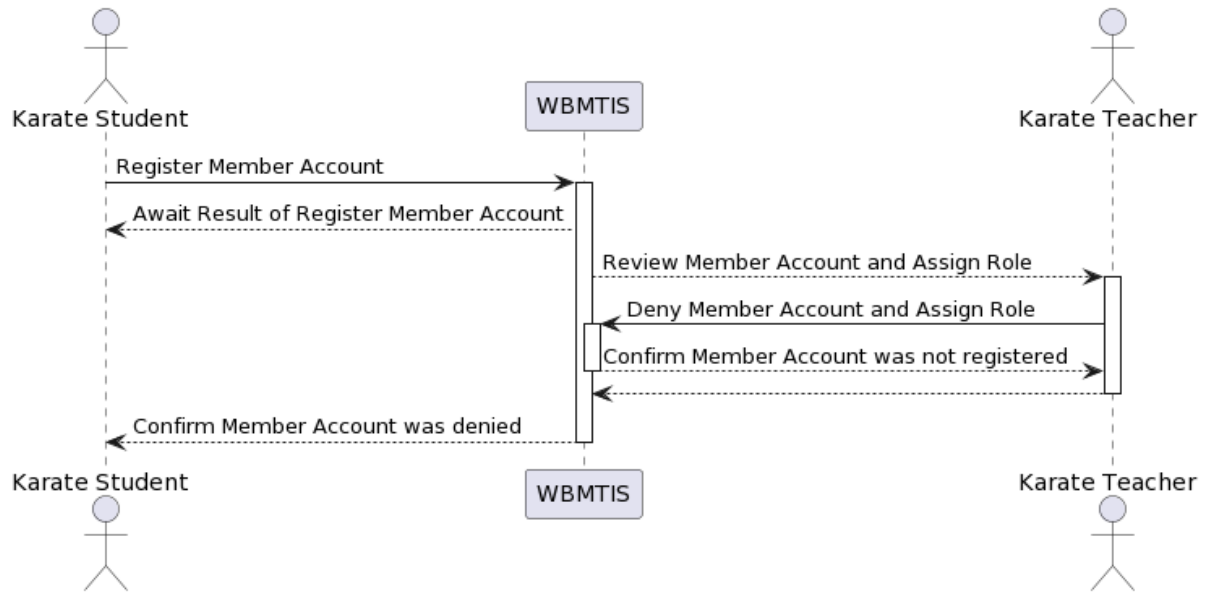 WBMTIS
Karate Student
Karate Teacher
Register Member Account
Await Result of Register Member Account
Review Member Account and Assign Role
Deny Member Account and Assign Role
Confirm Member Account was not registered
Confirm Member Account was denied
Karate Student
WBMTIS
Karate Teacher